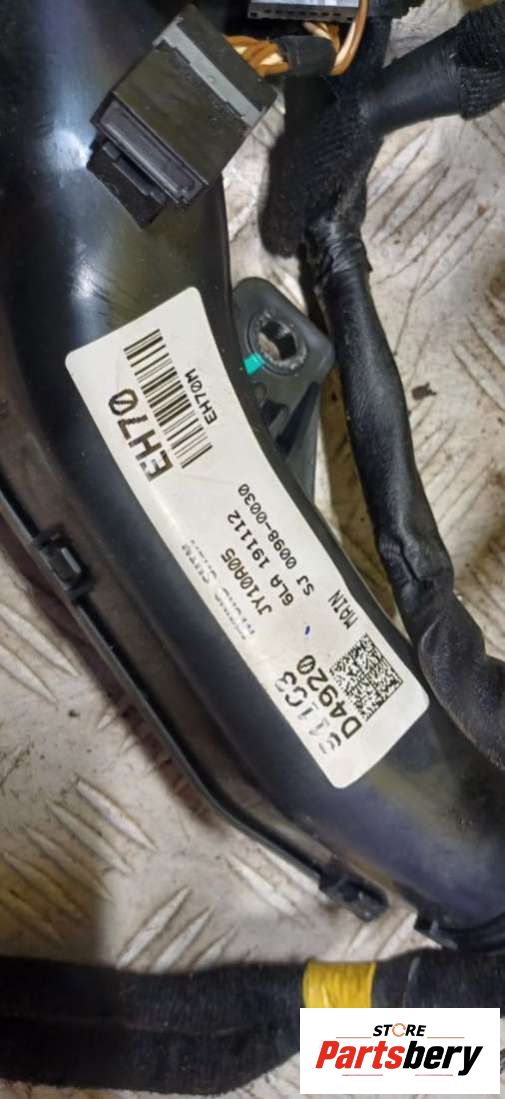 EH70
EH70M
JY10A05
6LA 191112
SJ 0098-0030
MAIN
D4920
STORE
Partsbery